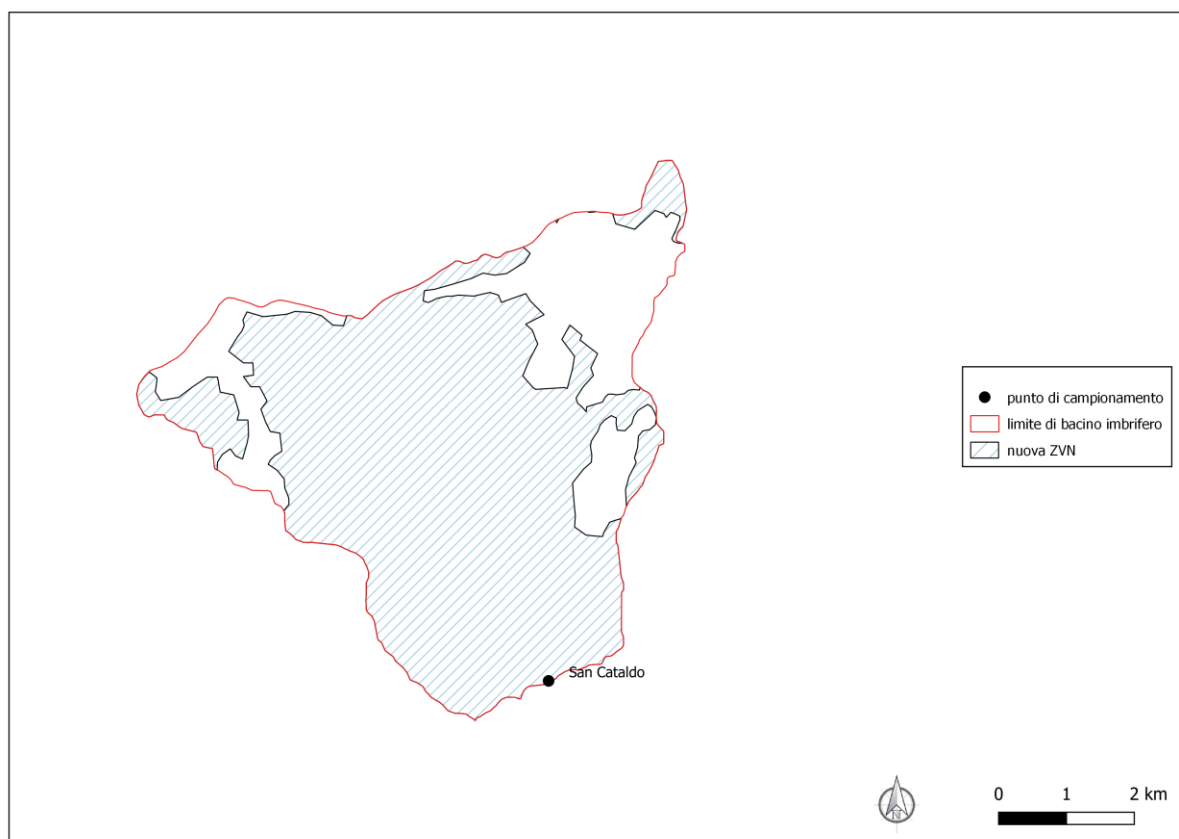 punto di campionamento
limite di bacino imbrifero
nuova ZVN
San Cataldo
N
0 1 2 km